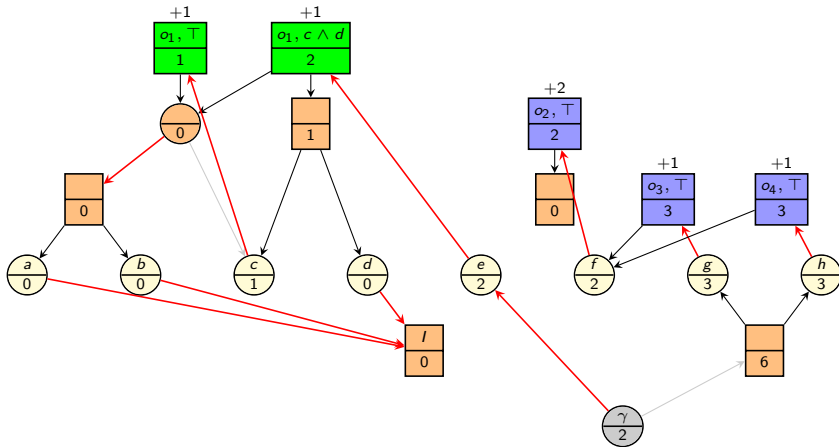 +1 +1
o₁, ⊤ o₁, c ∧ d
1 2
+2
o₂, ⊤
0 1 2
+1 +1
o₃, ⊤ o₄, ⊤
0 0 3 3
a b c d e f g h
0 0 1 0 2 2 3 3
I
0 6
γ
2